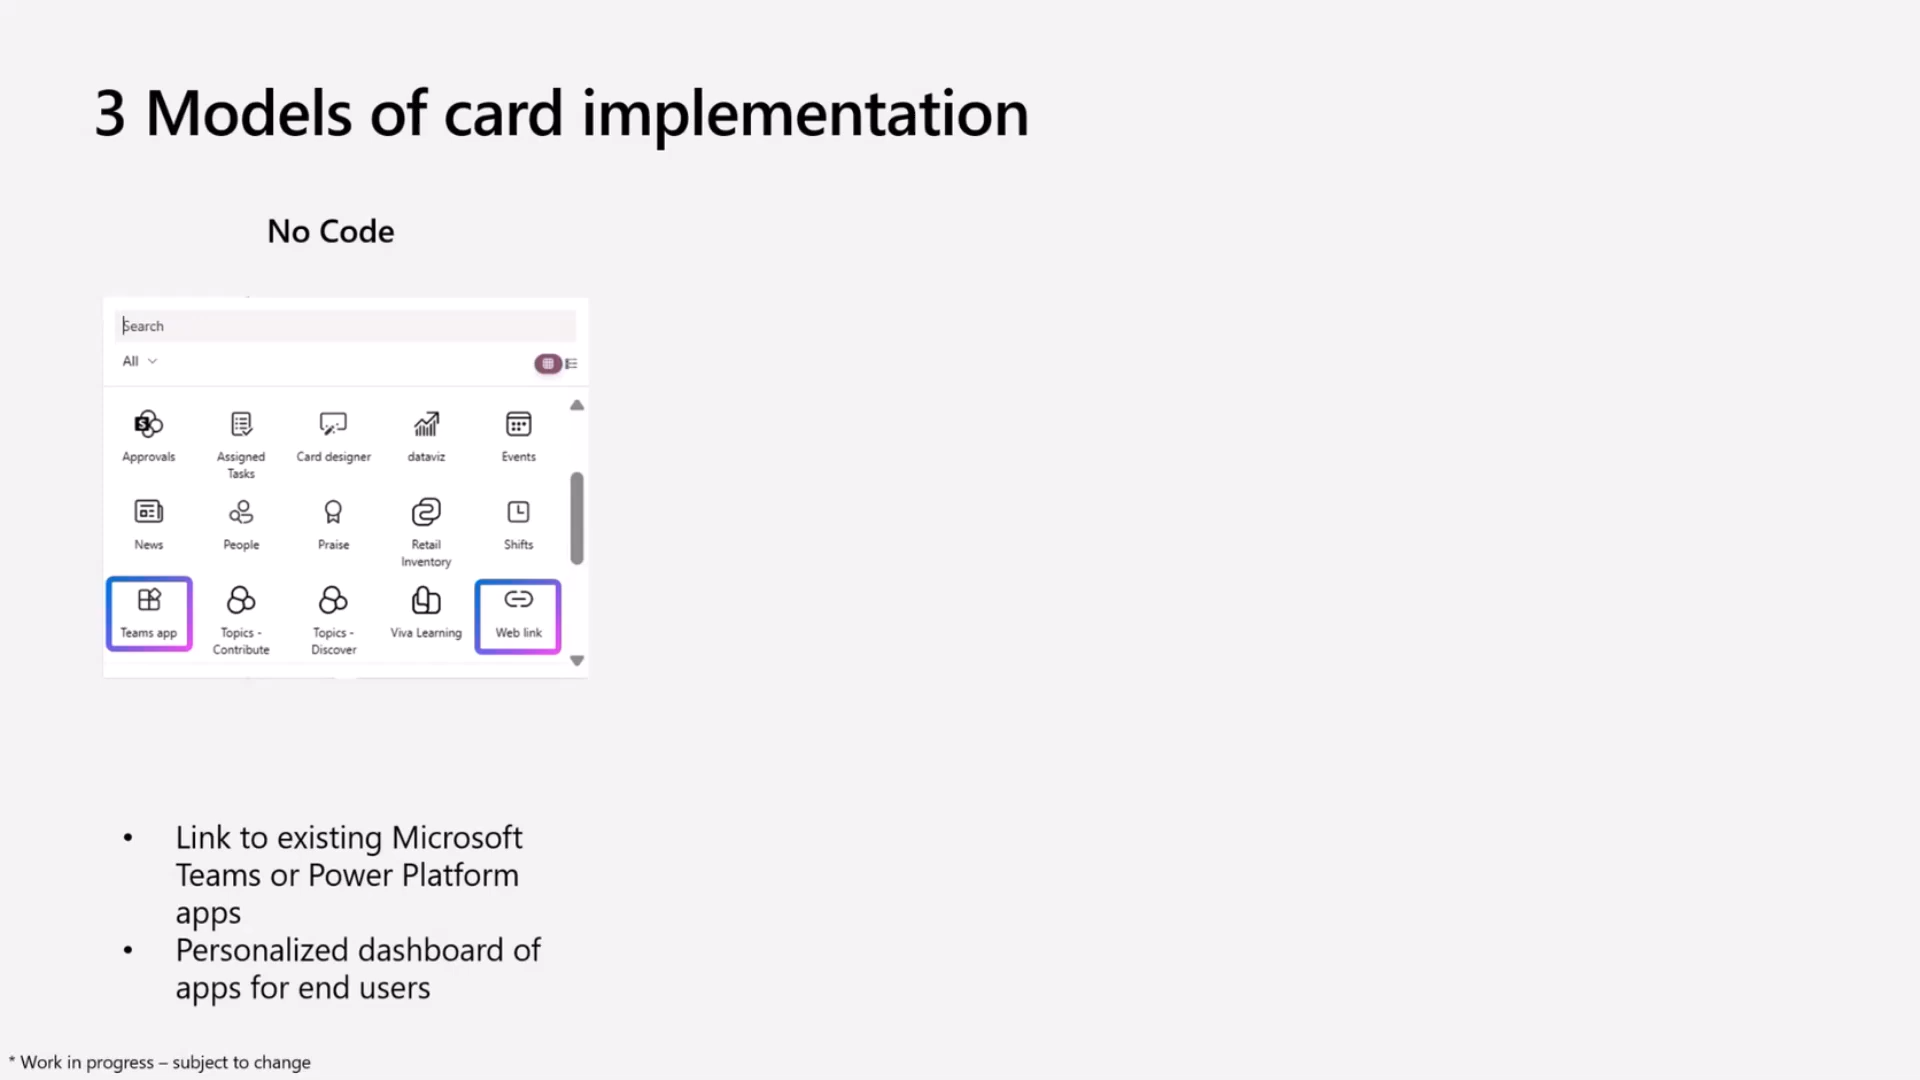 3 Models of card implementation
No Code
Search
All
Approvals
Assigned
Tasks
Card designer
dataviz
Events
News
People
Praise
Retail
Inventory
Shifts
Teams app
Topics -
Contribute
Topics -
Discover
Viva Learning
Web link
• Link to existing Microsoft
Teams or Power Platform
apps
• Personalized dashboard of
apps for end users
* Work in progress – subject to change